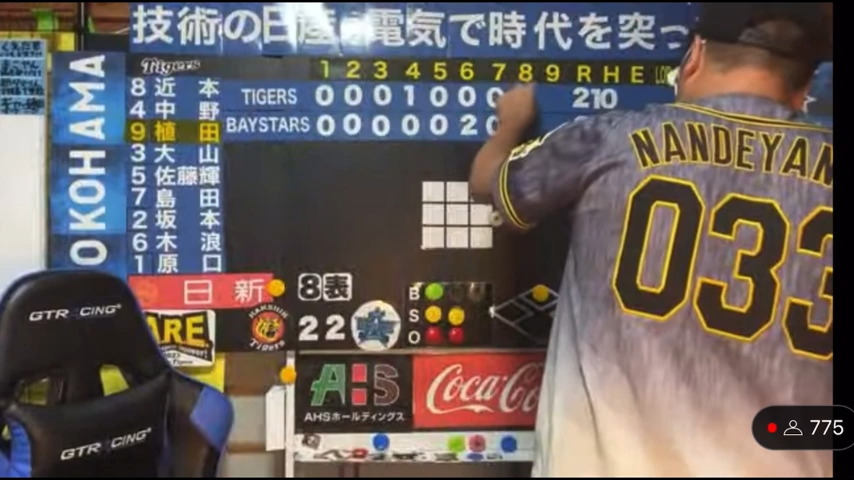 技術の日産 電気で時代を突っ
OKOHAMA
Tigers
1 2 3 4 5 6 7 8 9 R H E
TIGERS 0 0 0 1 0 0 0 2 1 0
BAYSTARS 0 0 0 0 0 2 0
8 近本
4 中野
9 植田
3 大山
5 佐藤輝
7 島田
2 坂本
6 木浪
1 原口
NANDEYAN
033
日新
8表
22
B
S
O
ARE
HANSHIN
Tigers
GTRACING
GTRACING
AHS
AHSホールディングス
Coca-Co
775